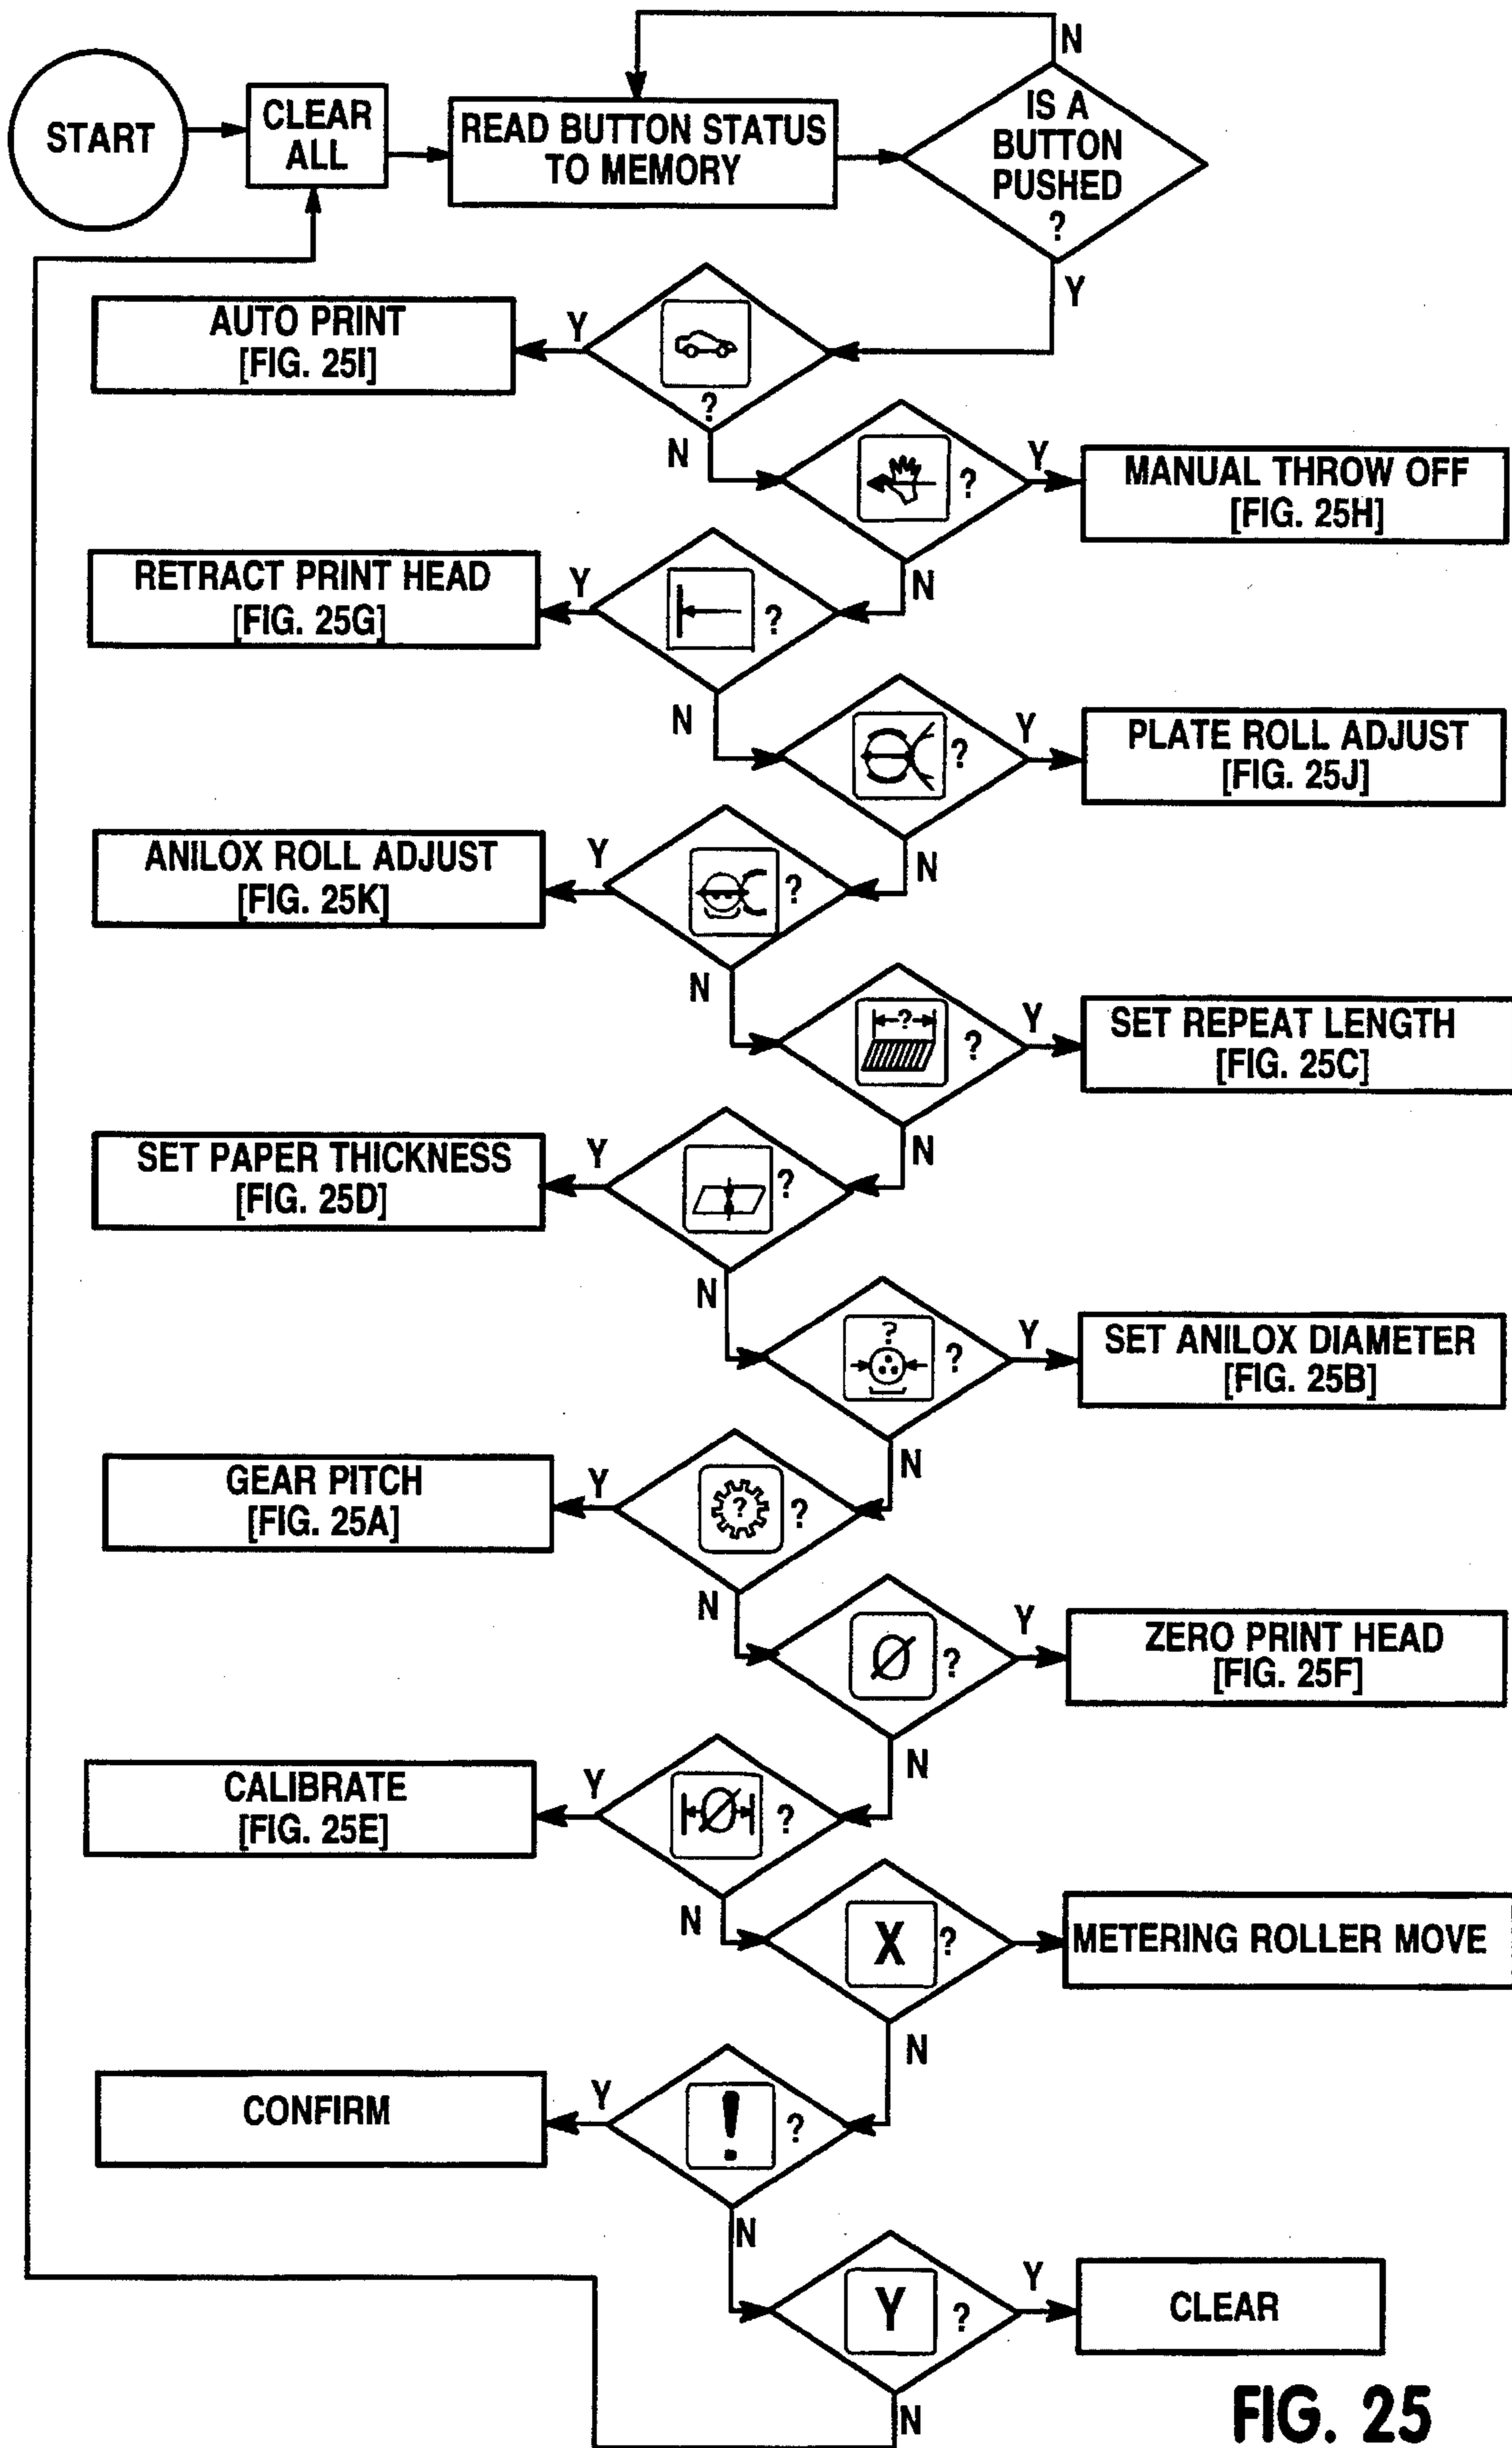 N
START
CLEAR
ALL
READ BUTTON STATUS
TO MEMORY
IS A
BUTTON
PUSHED
?
Y
AUTO PRINT
[FIG. 25I]
Y
?
N
MANUAL THROW OFF
[FIG. 25H]
Y
?
N
RETRACT PRINT HEAD
[FIG. 25G]
Y
?
N
PLATE ROLL ADJUST
[FIG. 25J]
Y
?
N
ANILOX ROLL ADJUST
[FIG. 25K]
Y
?
N
?
?
Y
SET REPEAT LENGTH
[FIG. 25C]
N
SET PAPER THICKNESS
[FIG. 25D]
Y
?
N
?
?
Y
SET ANILOX DIAMETER
[FIG. 25B]
N
GEAR PITCH
[FIG. 25A]
Y
?
?
N
Ø
?
Y
ZERO PRINT HEAD
[FIG. 25F]
N
CALIBRATE
[FIG. 25E]
Y
Ø
?
N
X
?
METERING ROLLER MOVE
N
CONFIRM
Y
!
?
N
Y
?
Y
CLEAR
N
FIG. 25